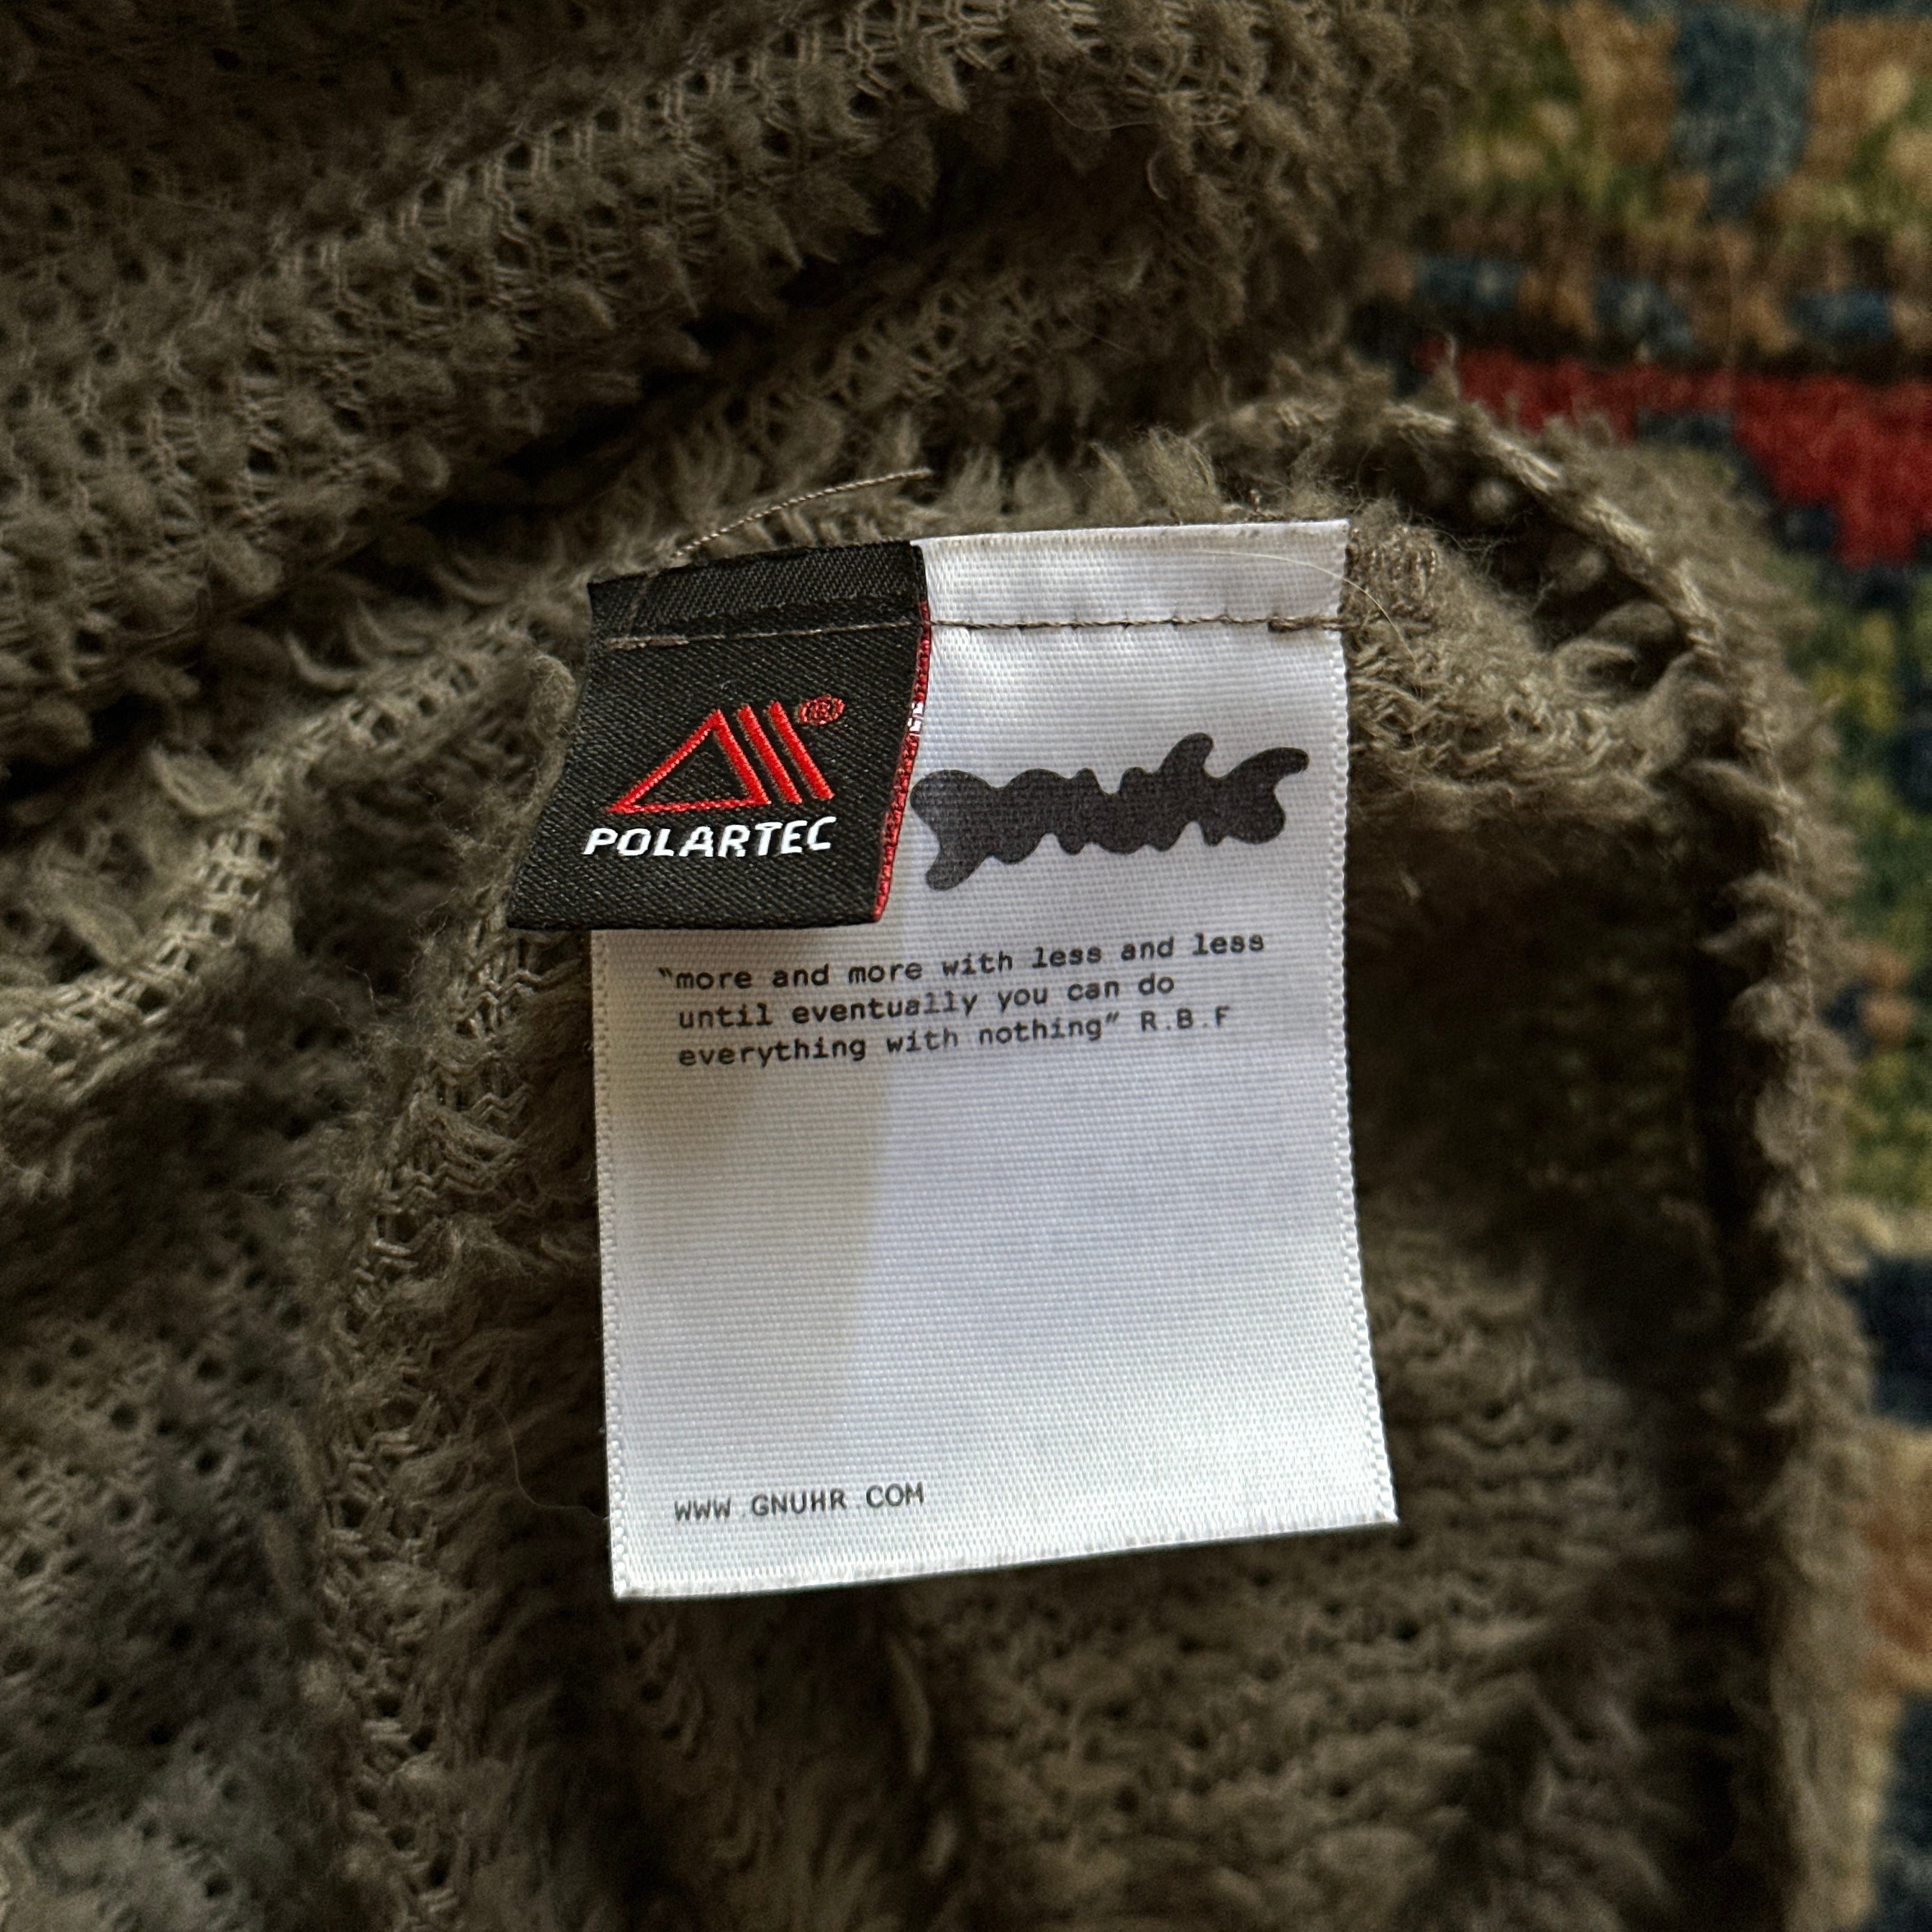 POLARTEC
"more and more with less and less
until eventually you can do
everything with nothing" R.B.F
WWW GNUHR COM